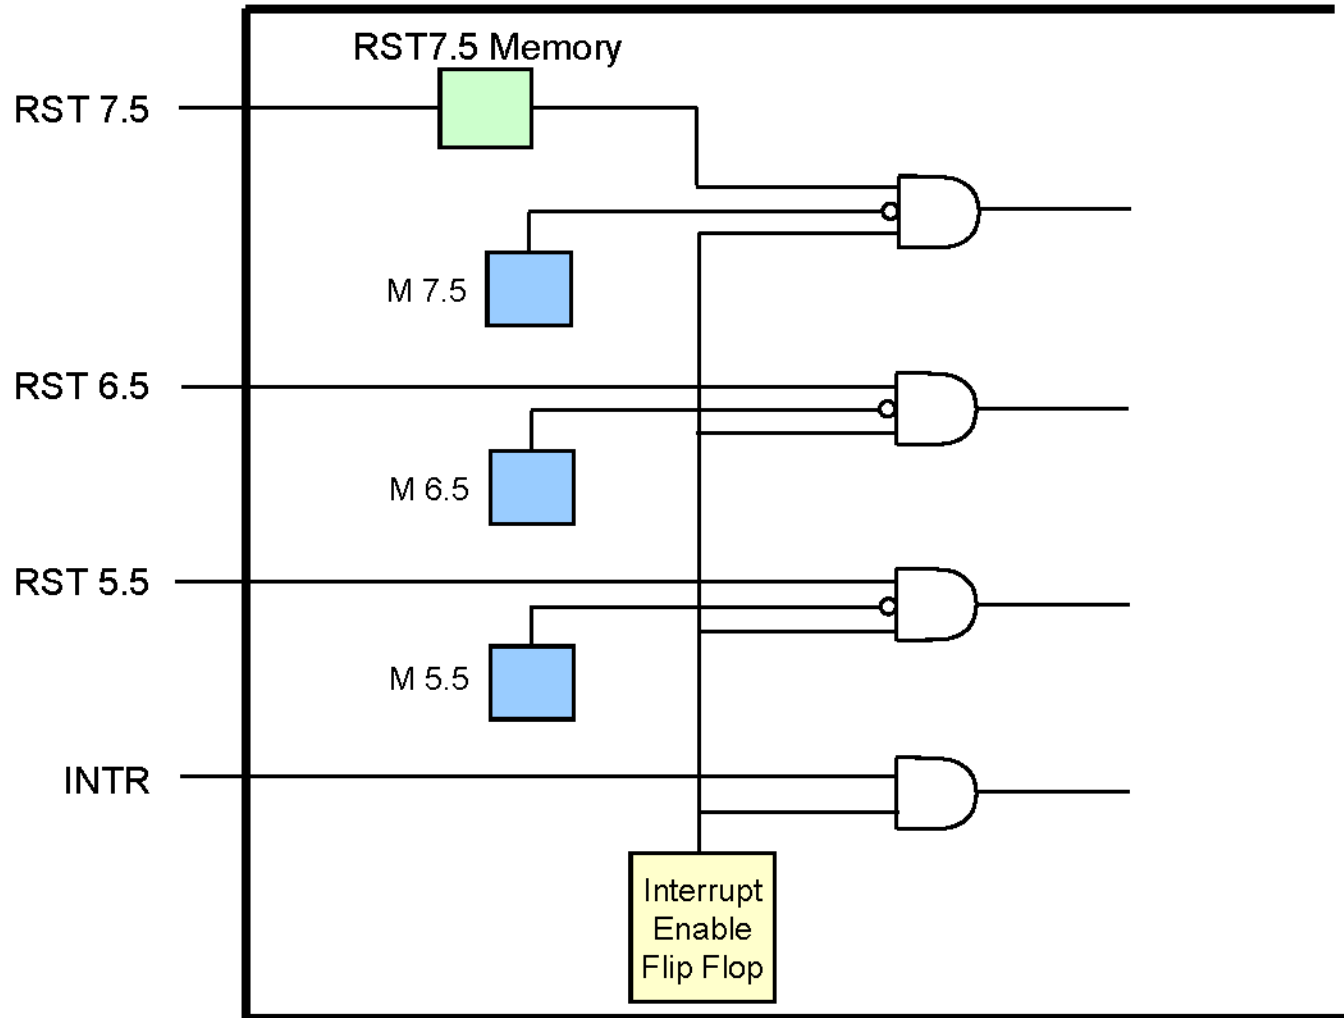 RST7.5 Memory
RST 7.5
M 7.5
RST 6.5
M 6.5
RST 5.5
M 5.5
INTR
Interrupt
Enable
Flip Flop